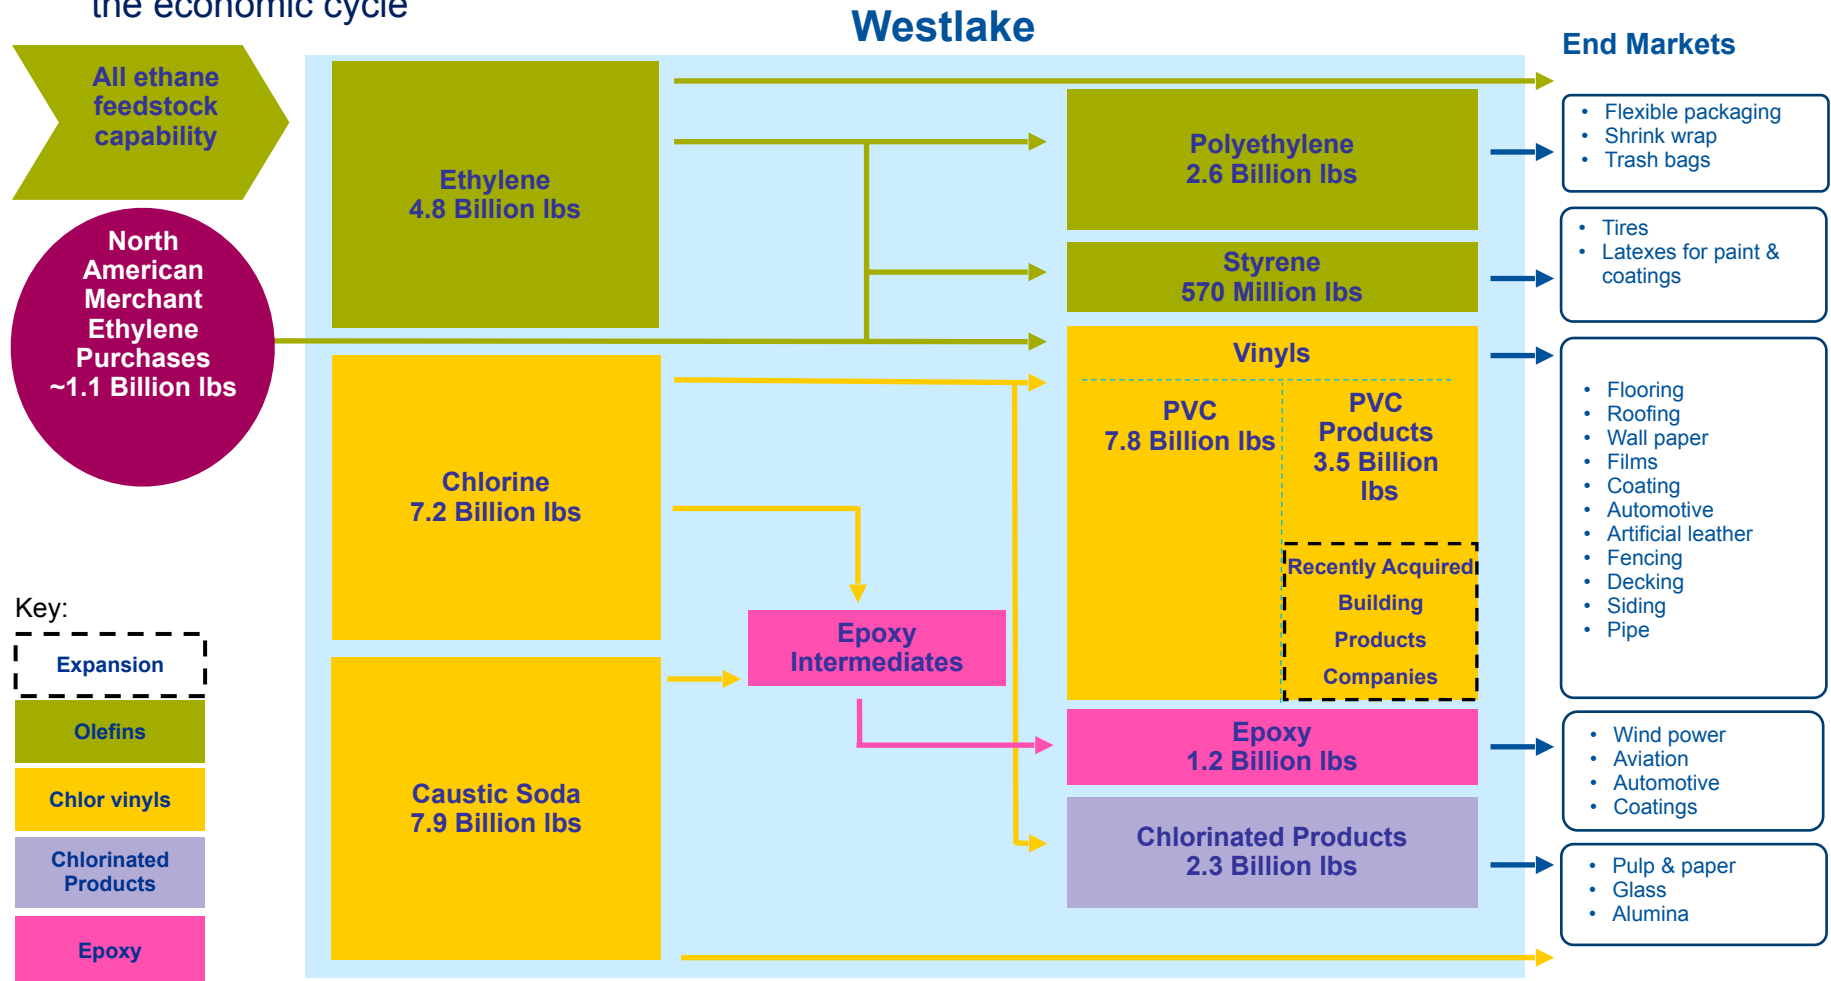 the economic cycle
Westlake
End Markets
All ethane
feedstock
capability
North
American
Merchant
Ethylene
Purchases
~1.1 Billion lbs
Key:
Expansion
Olefins
Chlor vinyls
Chlorinated
Products
Epoxy
Ethylene
4.8 Billion lbs
Chlorine
7.2 Billion lbs
Caustic Soda
7.9 Billion lbs
Epoxy
Intermediates
Polyethylene
2.6 Billion lbs
Styrene
570 Million lbs
Vinyls
PVC
7.8 Billion lbs
PVC
Products
3.5 Billion
lbs
Recently Acquired
Building
Products
Companies
Epoxy
1.2 Billion lbs
Chlorinated Products
2.3 Billion lbs
• Flexible packaging
• Shrink wrap
• Trash bags
• Tires
• Latexes for paint &
coatings
• Flooring
• Roofing
• Wall paper
• Films
• Coating
• Automotive
• Artificial leather
• Fencing
• Decking
• Siding
• Pipe
• Wind power
• Aviation
• Automotive
• Coatings
• Pulp & paper
• Glass
• Alumina